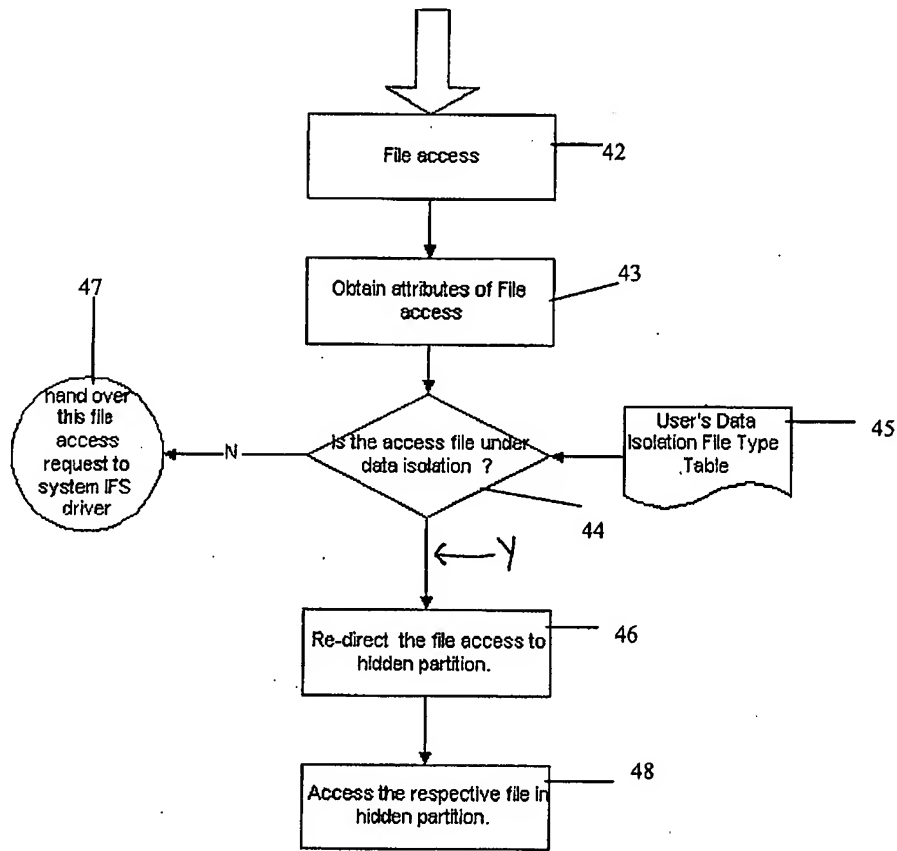 File access
42
Obtain attributes of File
access
43
47
hand over
this file
access
request to
system IFS
driver
N
Is the access file under
data isolation ?
User's Data
Isolation File Type
Table
45
44
Y
Re-direct the file access to
hidden partition.
46
Access the respective file in
hidden partition.
48